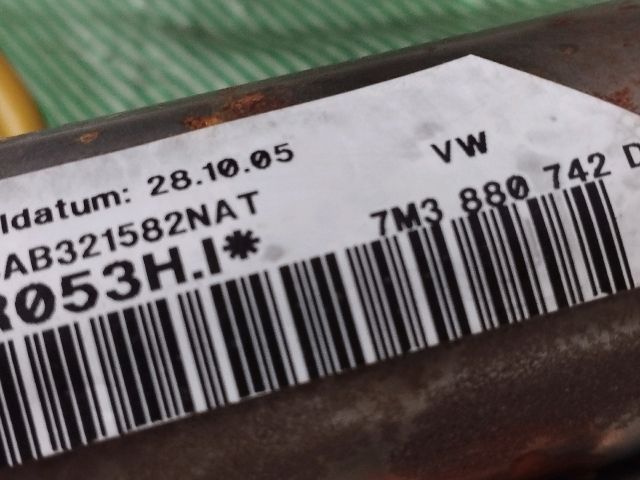 ldatum: 28.10.05
VW
AB321582NAT
7M3 880 742 D
R053H.I*